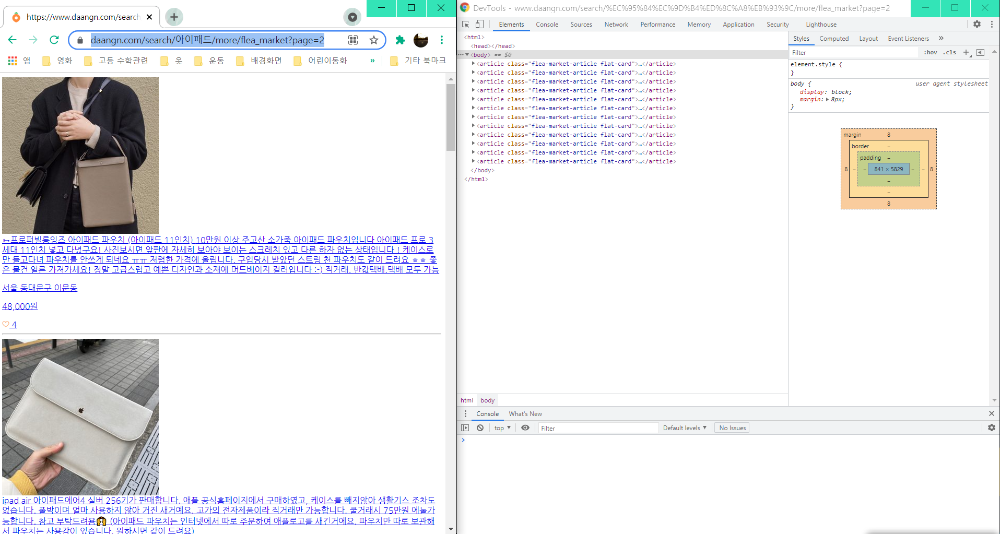 https://www.daangn.com/search
daangn.com/search/아이패드/more/flea_market?page=2
앱 영화 고등 수학관련 옷 운동 배경화면 어린이동화 » 기타 북마크
⤟프로퍼빌롱잉즈 아이패드 파우치 (아이패드 11인치) 10만원 이상 주고산 소가죽 아이패드 파우치입니다 아이패드 프로 3
세대 11인치 넣고 다녔구요! 사진보시면 앞판에 자세히 보아야 보이는 스크레치 있고 다른 하자 없는 상태입니다 ! 케이스로
만 들고다녀 파우치를 안쓰게 되네요 ㅠㅠ 저렴한 가격에 올립니다. 구입당시 받았던 스트링 천 파우치도 같이 드려요 ㅎㅎ 좋
은 물건 얼른 가져가세요! 정말 고급스럽고 예쁜 디자인과 소재에 머드베이지 컬러입니다 :-) 직거래, 반값택배,택배 모두 가능
서울 동대문구 이문동
48,000원
4
ipad air 아이패드에어4 실버 256기가 판매합니다. 애플 공식홈페이지에서 구매하였고, 케이스를 빼지않아 생활기스 조차도
없습니다. 풀박이며 얼마 사용하지 않아 거진 새거예요. 고가의 전자제품이라 직거래만 가능합니다. 쿨거래시 75만원 에눌가
능합니다. 참고 부탁드려용🙆 (아이패드 파우치는 인터넷에서 따로 주문하여 애플로고를 새긴거에요. 파우치만 따로 보관해
서 파우치는 사용감이 있습니다. 원하시면 같이 드려요)
DevTools - www.daangn.com/search/%EC%95%84%EC%9D%B4%ED%8C%A8%EB%93%9C/more/flea_market?page=2
Elements Console Sources Network Performance Memory Application Security Lighthouse
<html>
<head></head>
<body> == $0
<article class="flea-market-article flat-card">…</article>
<article class="flea-market-article flat-card">…</article>
<article class="flea-market-article flat-card">…</article>
<article class="flea-market-article flat-card">…</article>
<article class="flea-market-article flat-card">…</article>
<article class="flea-market-article flat-card">…</article>
<article class="flea-market-article flat-card">…</article>
<article class="flea-market-article flat-card">…</article>
<article class="flea-market-article flat-card">…</article>
<article class="flea-market-article flat-card">…</article>
<article class="flea-market-article flat-card">…</article>
<article class="flea-market-article flat-card">…</article>
</body>
</html>
html body
Styles Computed Layout Event Listeners »
Filter :hov .cls
element.style {
}
body { user agent stylesheet
display: block;
margin: 8px;
}
margin 8
border –
padding –
8 – – 841 × 5829 – – 8
–
–
8
Console What's New
top Filter Default levels No Issues